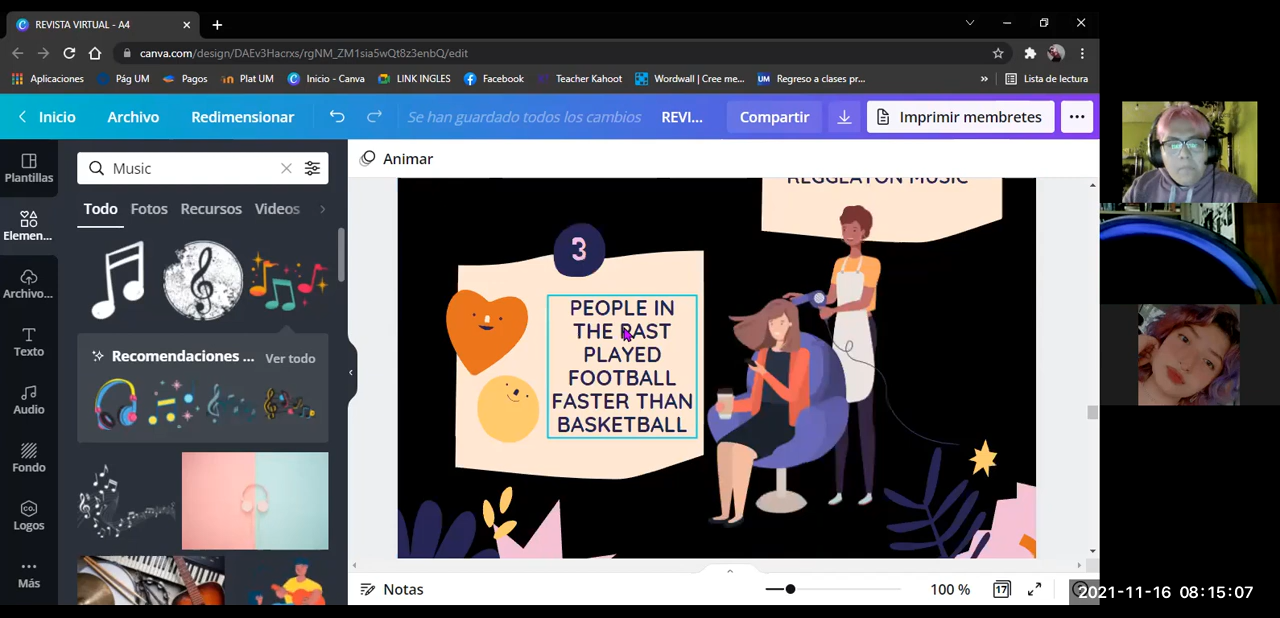 REVISTA VIRTUAL - A4
canva.com/design/DAEv3Hacrxs/rgNM_ZM1sia5wQt8z3enbQ/edit
Aplicaciones Pág UM Pagos Plat UM Inicio - Canva LINK INGLES Facebook Teacher Kahoot Wordwall | Cree me... UM Regreso a clases pr... » Lista de lectura
Inicio Archivo Redimensionar Se han guardado todos los cambios REVI... Compartir Imprimir membretes
Plantillas
Elemen...
Archivo...
Texto
Audio
Fondo
CO.
Logos
Más
Music
Todo Fotos Recursos Videos
Recomendaciones ... Ver todo
Animar
REGGEATON MUSIC
3
PEOPLE IN
THE PAST
PLAYED
FOOTBALL
FASTER THAN
BASKETBALL
Notas
100 %
17
2021-11-16 08:15:07